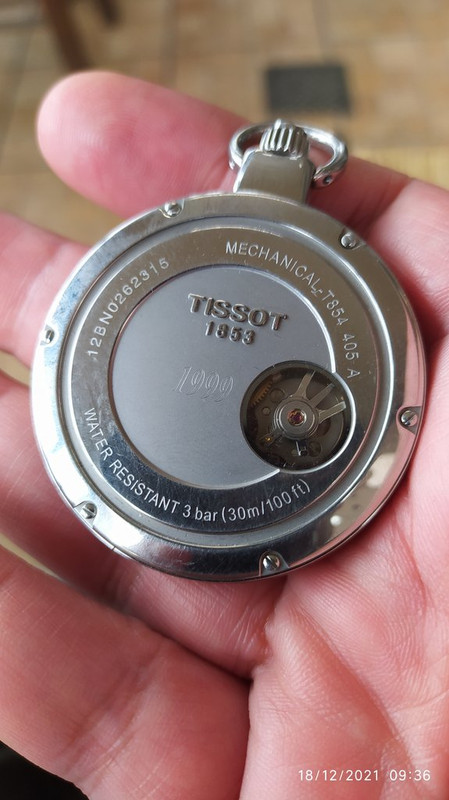 MECHANICAL-T854 405 A
12BN0262315
TISSOT
1853
1999
WATER RESISTANT 3 bar (30m/100 ft)
18/12/2021 09:36